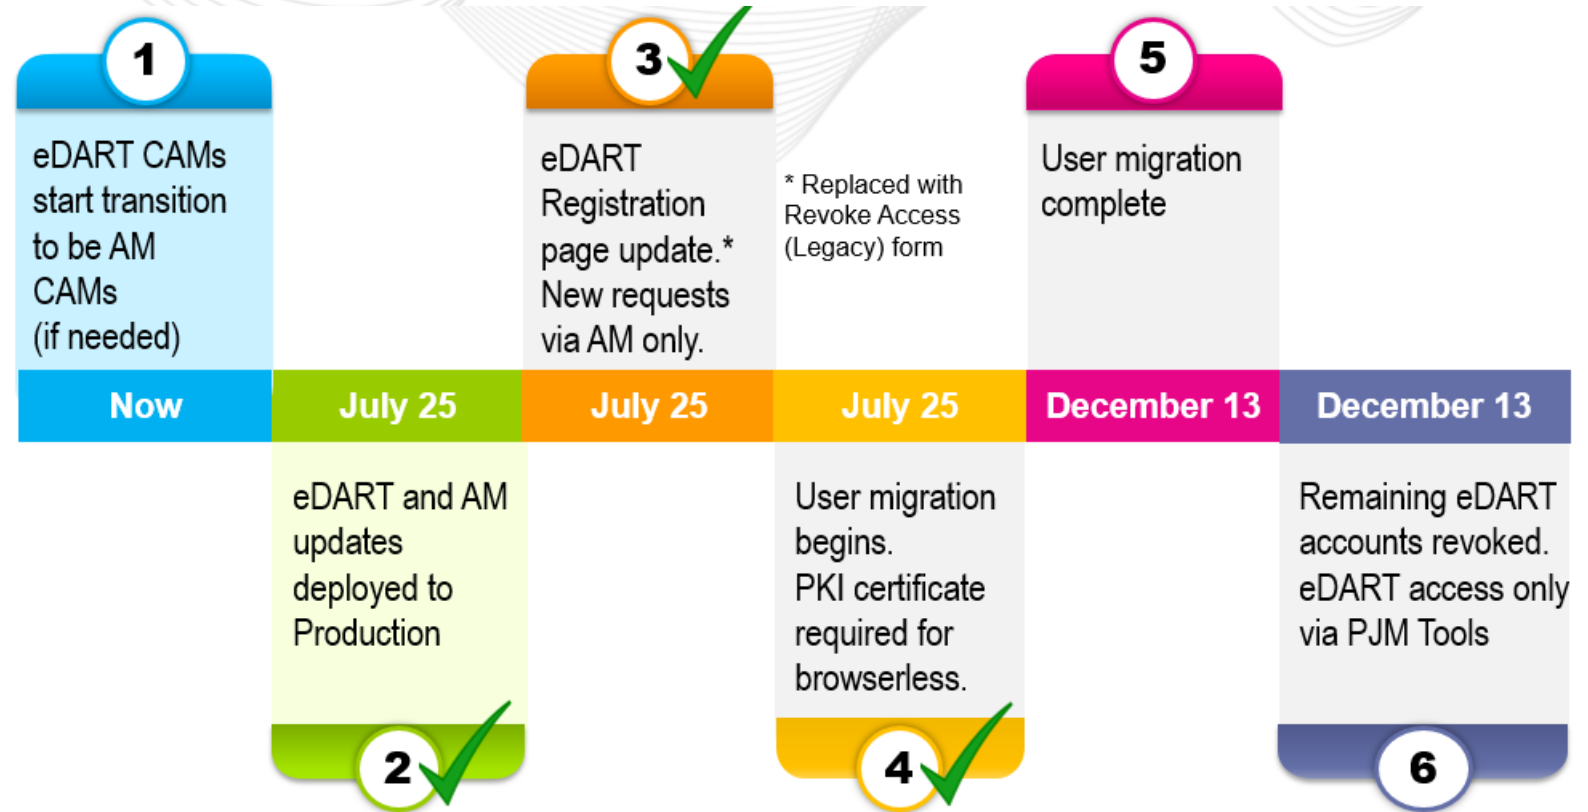 1
eDART CAMs
start transition
to be AM
CAMs
(if needed)
Now
July 25
eDART and AM
updates
deployed to
Production
2
3
eDART
Registration
page update.*
New requests
via AM only.
July 25
* Replaced with
Revoke Access
(Legacy) form
July 25
User migration
begins.
PKI certificate
required for
browserless.
4
5
User migration
complete
December 13
December 13
Remaining eDART
accounts revoked.
eDART access only
via PJM Tools
6